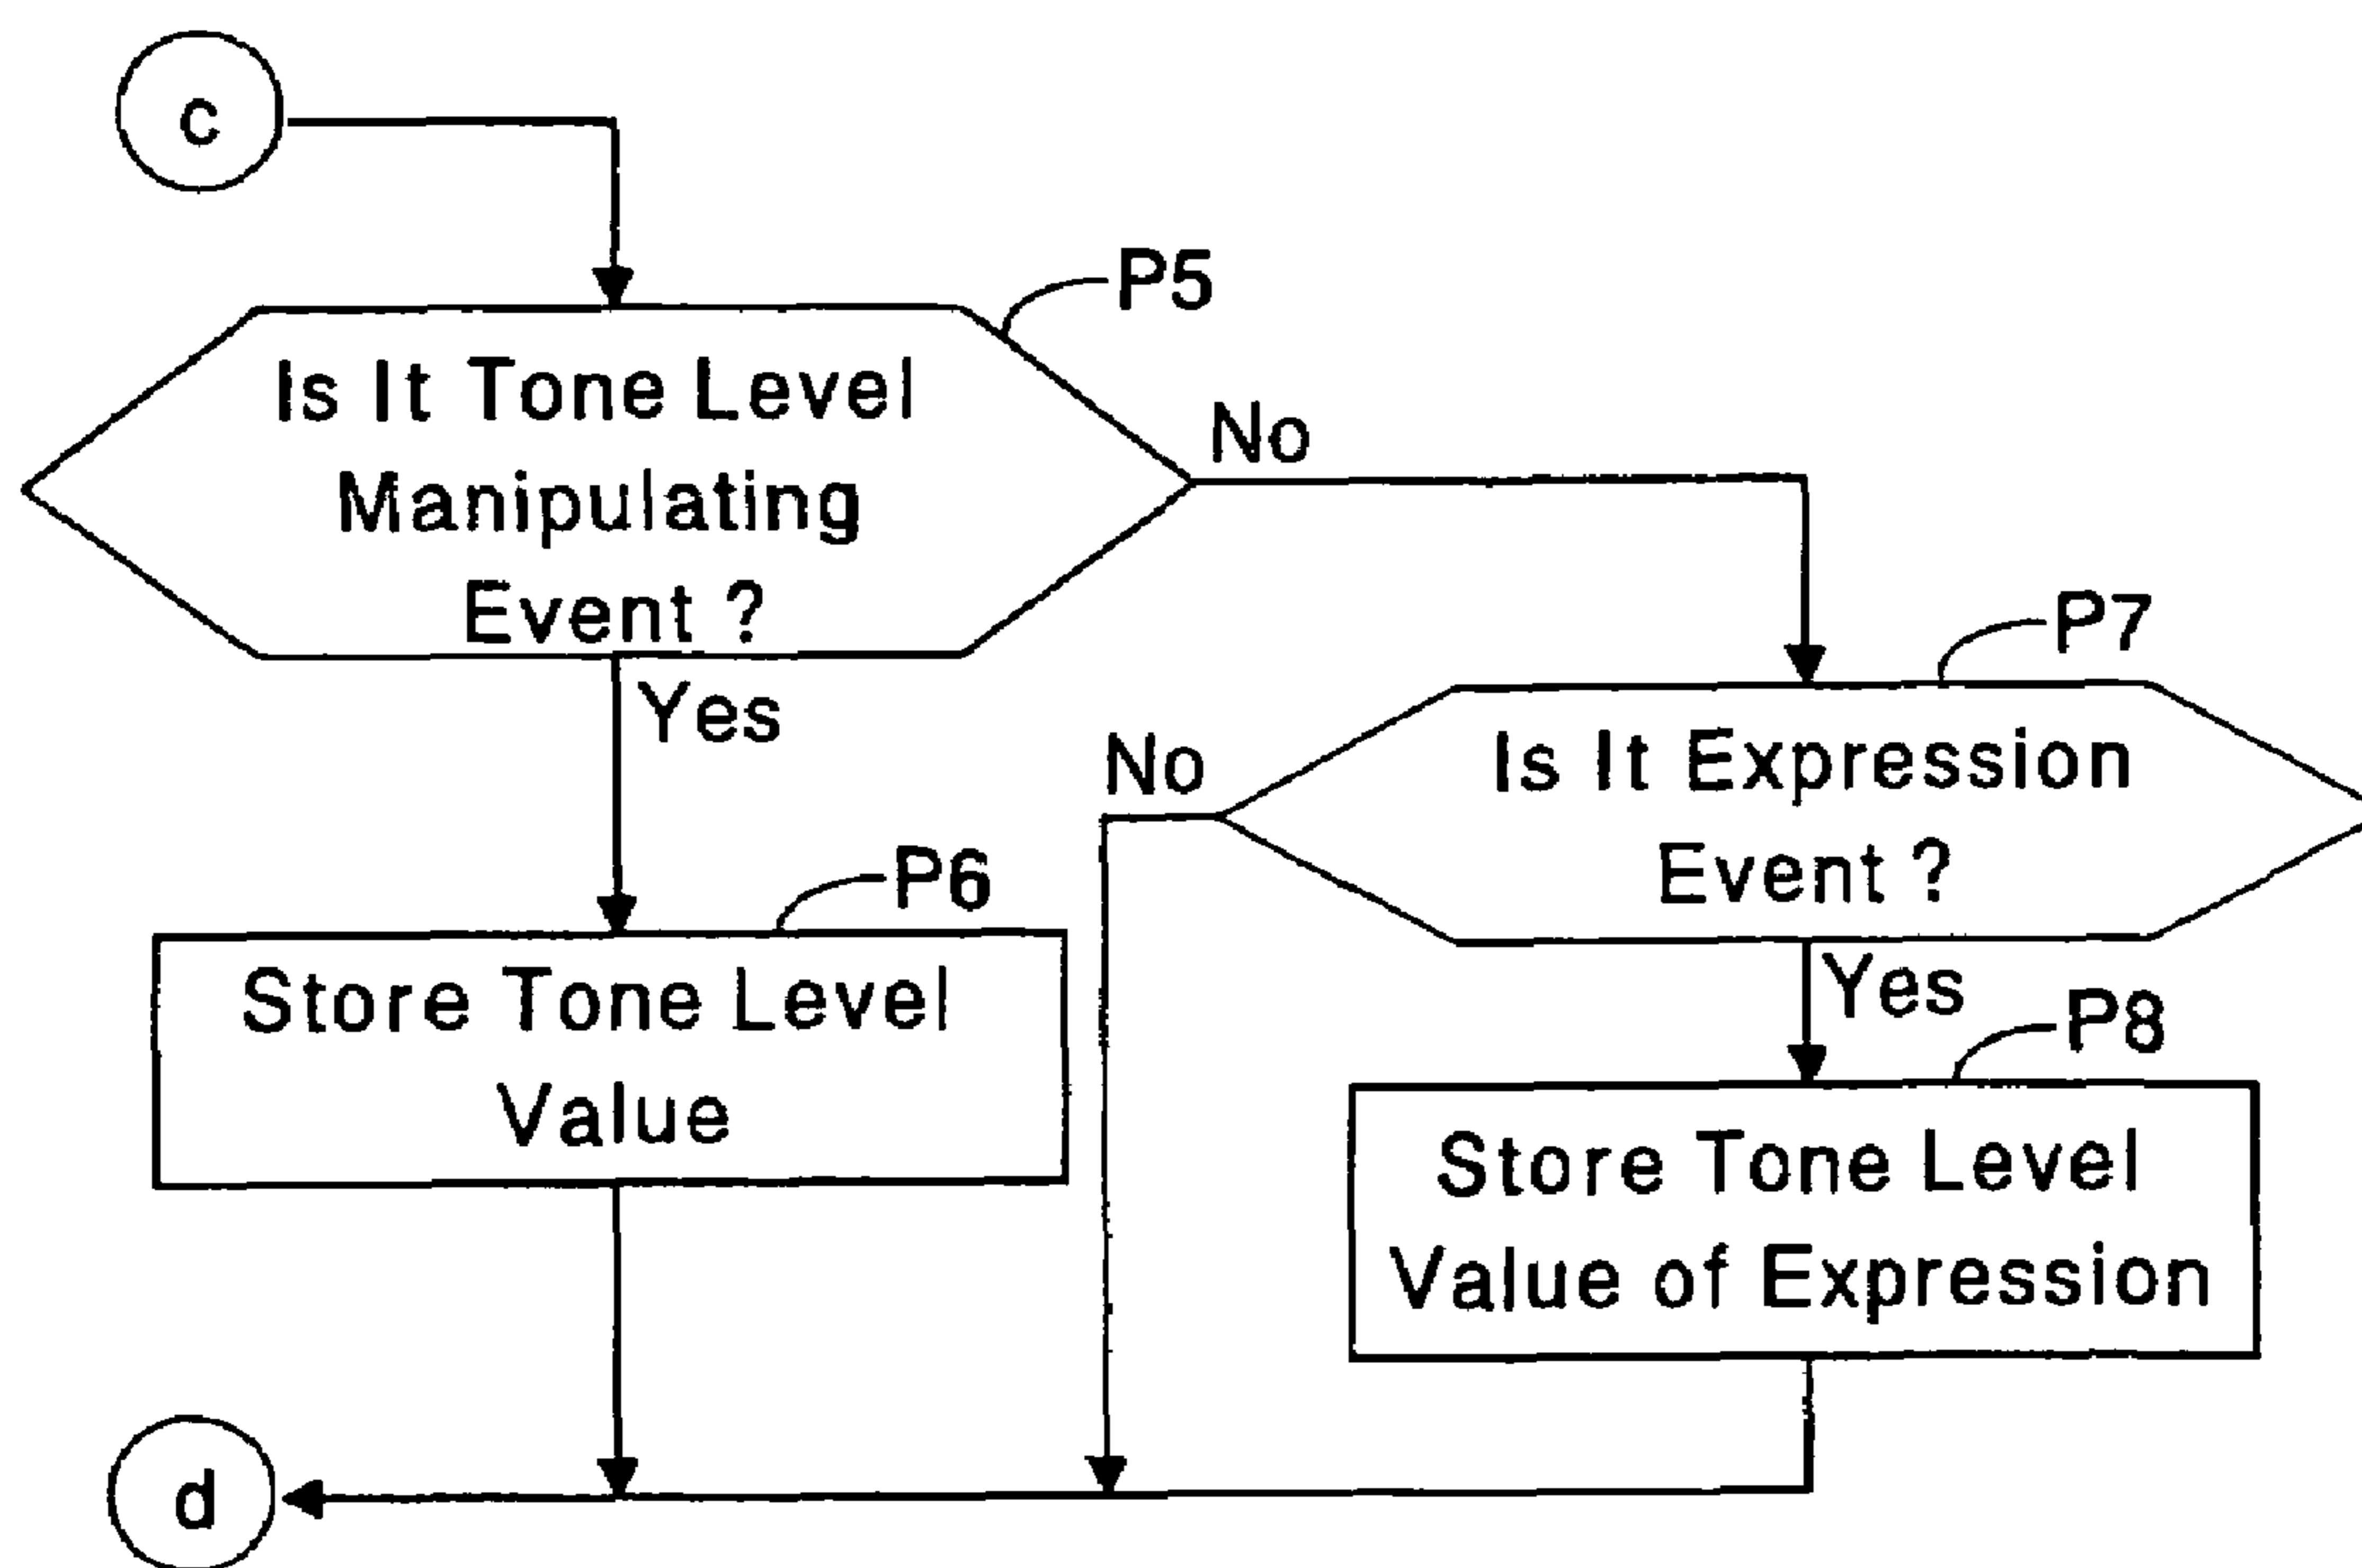 c
P5
Is It Tone Level
Manipulating
Event ?
No
Yes
P7
Is It Expression
Event ?
No
Yes
P6
Store Tone Level
Value
P8
Store Tone Level
Value of Expression
d